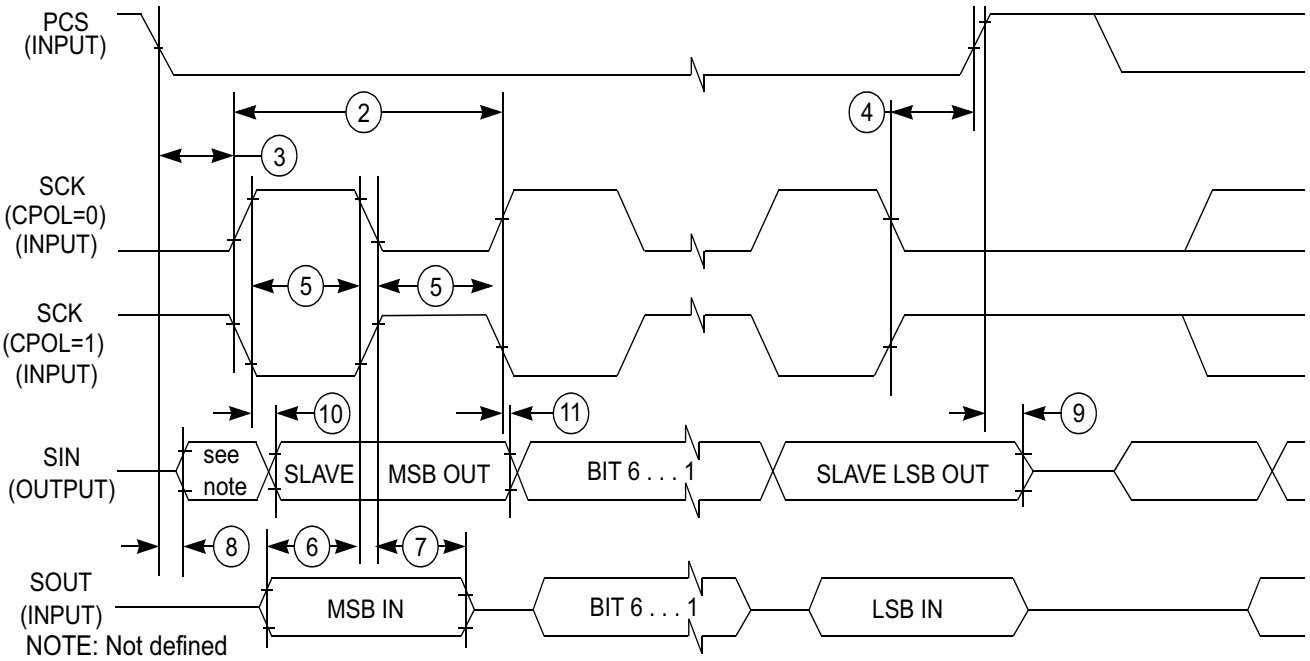 PCS
(INPUT)
2
4
3
SCK
(CPOL=0)
(INPUT)
5
5
SCK
(CPOL=1)
(INPUT)
10
11
9
SIN
(OUTPUT)
see
note
SLAVE
MSB OUT
BIT 6 . . . 1
SLAVE LSB OUT
8
6
7
SOUT
(INPUT)
MSB IN
BIT 6 . . . 1
LSB IN
NOTE: Not defined